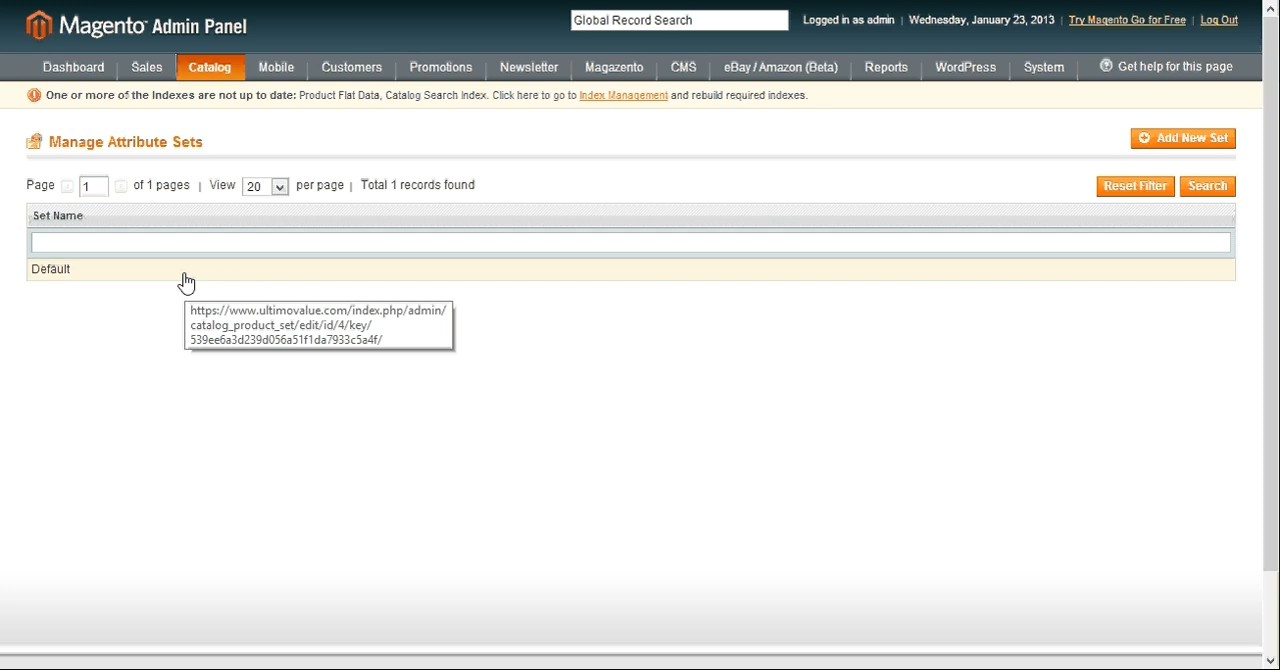 Magento Admin Panel
Global Record Search
Logged in as admin | Wednesday, January 23, 2013 | Try Magento Go for Free | Log Out
Dashboard | Sales | Catalog | Mobile | Customers | Promotions | Newsletter | Magazento | CMS | eBay / Amazon (Beta) | Reports | WordPress | System | Get help for this page
One or more of the Indexes are not up to date: Product Flat Data, Catalog Search Index. Click here to go to Index Management and rebuild required indexes.
Manage Attribute Sets
Add New Set
Page 1 of 1 pages | View 20 per page | Total 1 records found
Reset Filter
Search
Set Name
Default
https://www.ultimovalue.com/index.php/admin/
catalog_product_set/edit/id/4/key/
539ee6a3d239d056a51f1da7933c5a4f/